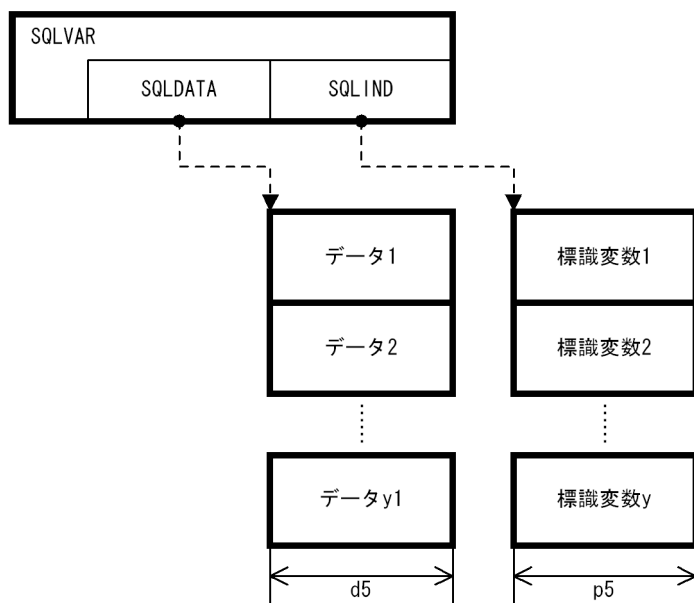 SQLVAR
SQLDATA SQLIND
データ1 標識変数1
データ2 標識変数2
データy1 標識変数y
d5 p5